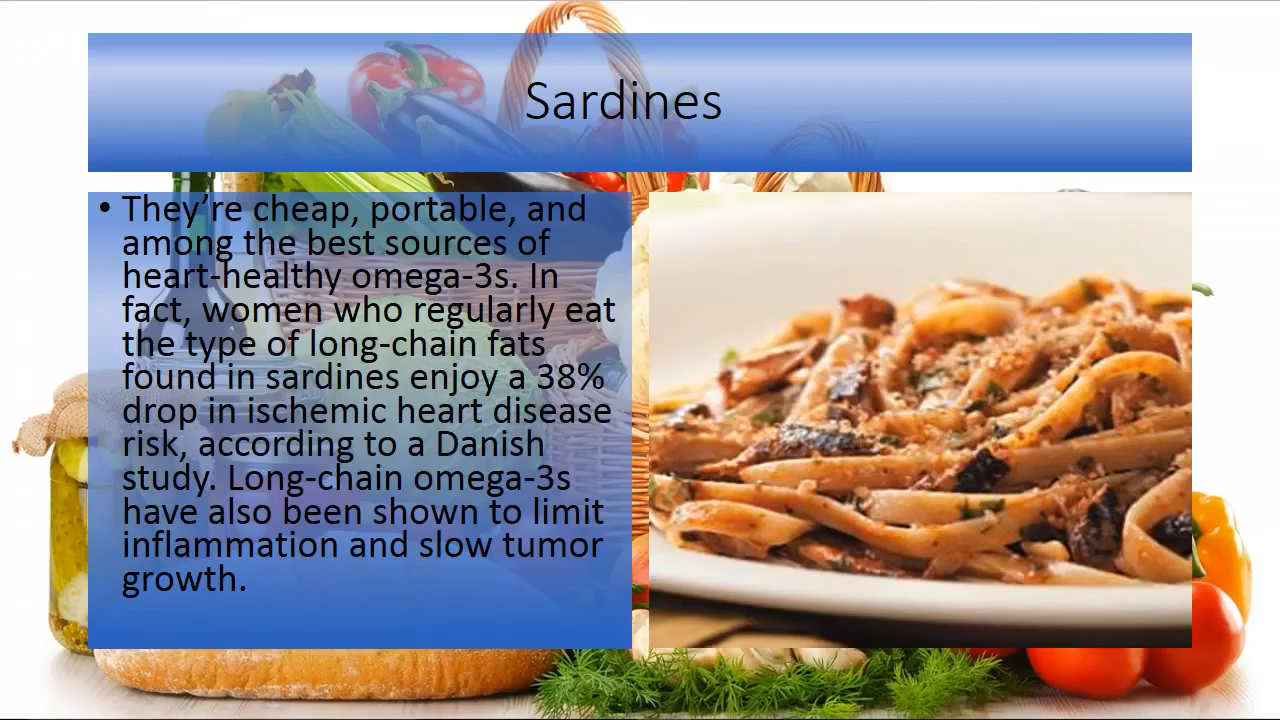 Sardines
• They’re cheap, portable, and
among the best sources of
heart-healthy omega-3s. In
fact, women who regularly eat
the type of long-chain fats
found in sardines enjoy a 38%
drop in ischemic heart disease
risk, according to a Danish
study. Long-chain omega-3s
have also been shown to limit
inflammation and slow tumor
growth.